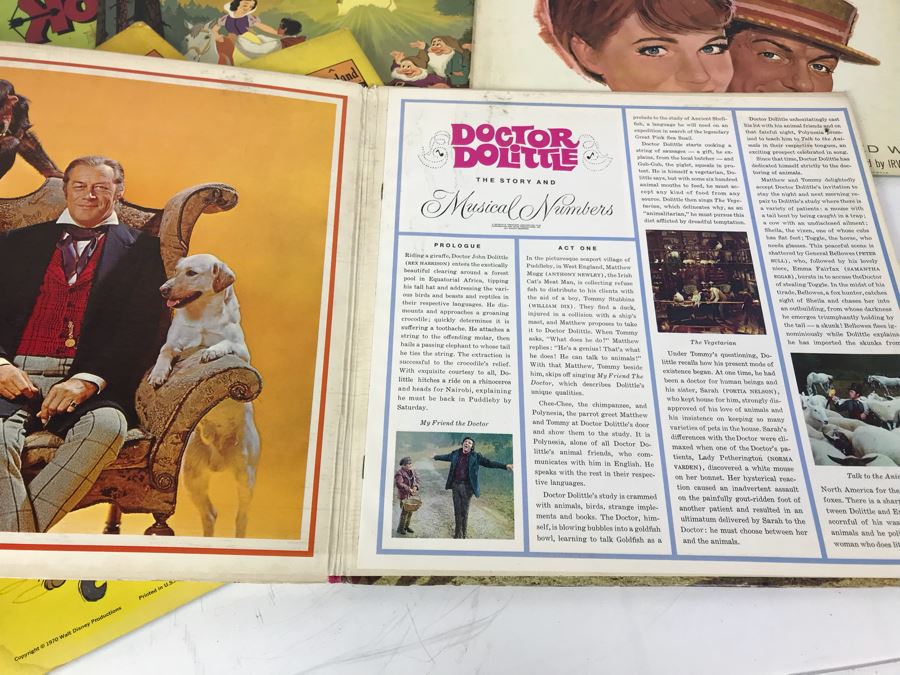 DOCTOR
DOLITTLE
THE STORY AND
Musical Numbers
PROLOGUE
Riding a giraffe, Doctor John Dolittle
(REX HARRISON) enters the exotically
beautiful clearing around a forest
pool in Equatorial Africa, tipping
his tall hat and addressing the vari-
ous birds and beasts and reptiles in
their respective languages. He dis-
mounts and approaches a groaning
crocodile; quickly determines it is
suffering a toothache. He attaches a
string to the offending molar, then
hails a passing elephant to whose tail
he ties the string. The extraction is
successful to the crocodile's relief.
With exquisite courtesy to all, Do-
little hitches a ride on a rhinoceros
and heads for Nairobi, explaining
he must be back in Puddleby by
Saturday.
My Friend the Doctor
ACT ONE
In the picturesque seaport village of
Puddleby, in West England, Matthew
Mugg (ANTHONY NEWLEY), the Irish
Cat's Meat Man, is collecting refuse
fish to distribute to his clients with
the aid of a boy, Tommy Stubbins
(WILLIAM DIX). They find a duck,
injured in a collision with a ship's
mast, and Matthew proposes to take
it to Doctor Dolittle. When Tommy
asks, "What does he do?" Matthew
replies: "He's a genius! That's what
he does! He can talk to animals!"
With that Matthew, Tommy beside
him, skips off singing My Friend The
Doctor, which describes Dolittle's
unique qualities.
Chee-Chee, the chimpanzee, and
Polynesia, the parrot greet Matthew
and Tommy at Doctor Dolittle's door
and show them to the study. It is
Polynesia, alone of all Doctor Do-
little's animal friends, who com-
municates with him in English. He
speaks with the rest in their respec-
tive languages.
Doctor Dolittle's study is crammed
with animals, birds, strange imple-
ments and books. The Doctor, him-
self, is blowing bubbles into a goldfish
bowl, learning to talk Goldfish as a
prelude to the study of Ancient Shell-
fish, a language he will need on an
expedition in search of the legendary
Great Pink Sea Snail.
Doctor Dolittle starts cooking a
string of sausages — a gift, he ex-
plains, from the local butcher — and
Gub-Gub, the piglet, squeals in pro-
test. He is himself a vegetarian, Do-
little says, but with some six hundred
animal mouths to feed, he must ac-
cept any kind of food from any
source. Dolittle then sings The Vege-
tarian, which delineates why, as an
"animalitarian," he must pursue this
diet afflicted by dreadful temptation.
The Vegetarian
Under Tommy's questioning, Do-
little recalls how his present mode of
existence began. At one time, he had
been a doctor for human beings and
his sister, Sarah (PORTIA NELSON),
who kept house for him, strongly dis-
approved of his love of animals and
his insistence on keeping so many
varieties of pets in the house. Sarah's
differences with the Doctor were cli-
maxed when one of the Doctor's pa-
tients, Lady Petherington (NORMA
VARDEN), discovered a white mouse
on her bonnet. Her hysterical reac-
tion caused an inadvertent assault
on the painfully gout-ridden foot of
another patient and resulted in an
ultimatum delivered by Sarah to the
Doctor: he must choose between her
and the animals.
Doctor Dolittle unhesitatingly cast
his lot with his animal friends and on
that fateful night, Polynesia
to teach him to Talk to the Ani-
mals in their respective tongues, an
exciting prospect celebrated in song.
Since that time, Doctor Dolittle has
dedicated himself strictly to the doc-
toring of animals.
Matthew and Tommy delightedly
accept Doctor Dolittle's invitation to
stay the night and next morning re-
pair to Dolittle's study where there is
a variety of patients: a mouse with
a tail bent by being caught in a trap;
a cow with an undisclosed ailment;
Sheila, the vixen, one of whose cubs
has flat feet; Toggle, the horse, who
needs glasses. This peaceful scene is
shattered by General Bellowes (PETER
BULL), who, followed by his lovely
niece, Emma Fairfax (SAMANTHA
EGGAR), bursts in to accuse theDoctor
of stealing Toggle. In the midst of his
tirade, Bellowes, a fox hunter, catches
sight of Sheila and chases her into
an outbuilding, from whose darkness
he emerges triumphantly holding by
the tail — a skunk! Bellowes flees ig-
nominiously while Dolittle explains
he has imported the skunks from
Talk to the
North America for the
There is a shar
tween Dolittle and E
scornful of his was
animals and he pol
woman who does lit
land
by IRW
Copyright © 1970 Walt Disney Productions
Printed in U.S.